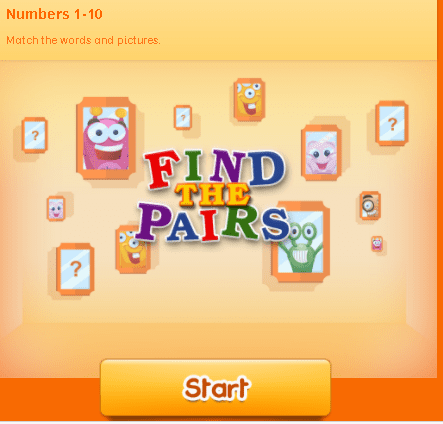 Numbers 1-10
Match the words and pictures.
?
?
?
?
FIND
THE
PAIRS
Start